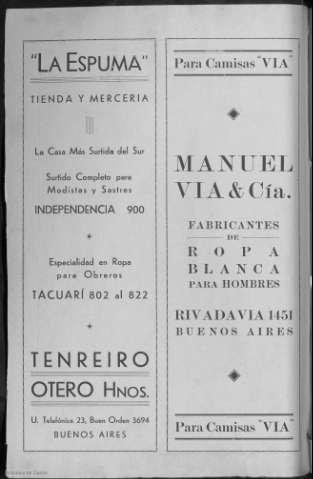 "LA ESPUMA"
TIENDA Y MERCERIA
La Casa Más Surtida del Sur
Surtido Completo para
Modistas y Sastres
INDEPENDENCIA 900
Especialidad en Ropa
para Obreros
TACUARÍ 802 al 822
TENREIRO
OTERO HNOS.
U. Telefónica 23, Buen Orden 3694
BUENOS AIRES
Para Camisas "VIA"
MANUEL
VIA & Cía.
FABRICANTES
DE
ROPA
BLANCA
PARA HOMBRES
RIVADAVIA 1451
BUENOS AIRES
Para Camisas "VIA"